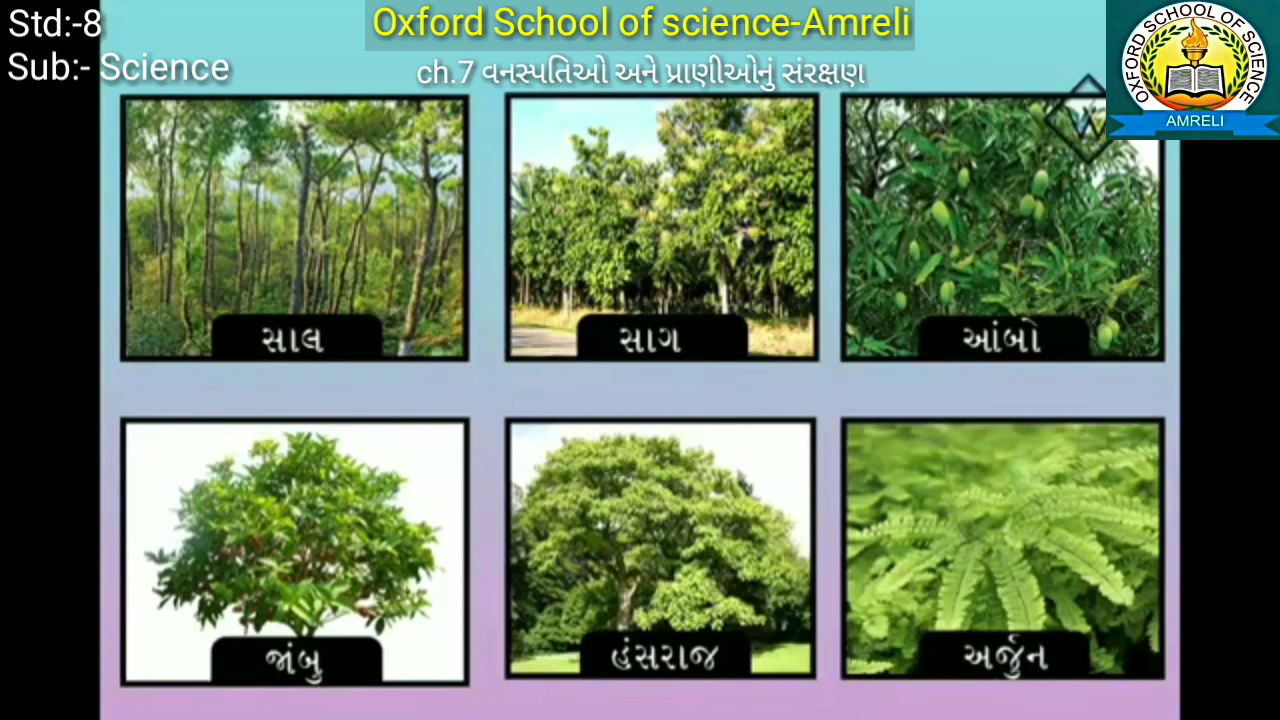 Std:-8
Oxford School of science-Amreli
Sub:- Science
ch.7 વનસ્પતિઓ અને પ્રાણીઓનું સંરક્ષણ
OXFORD SCHOOL OF SCIENCE
AMRELI
W
સાલ
સાગ
આંબો
જાંબુ
હંસરાજ
અર્જુન